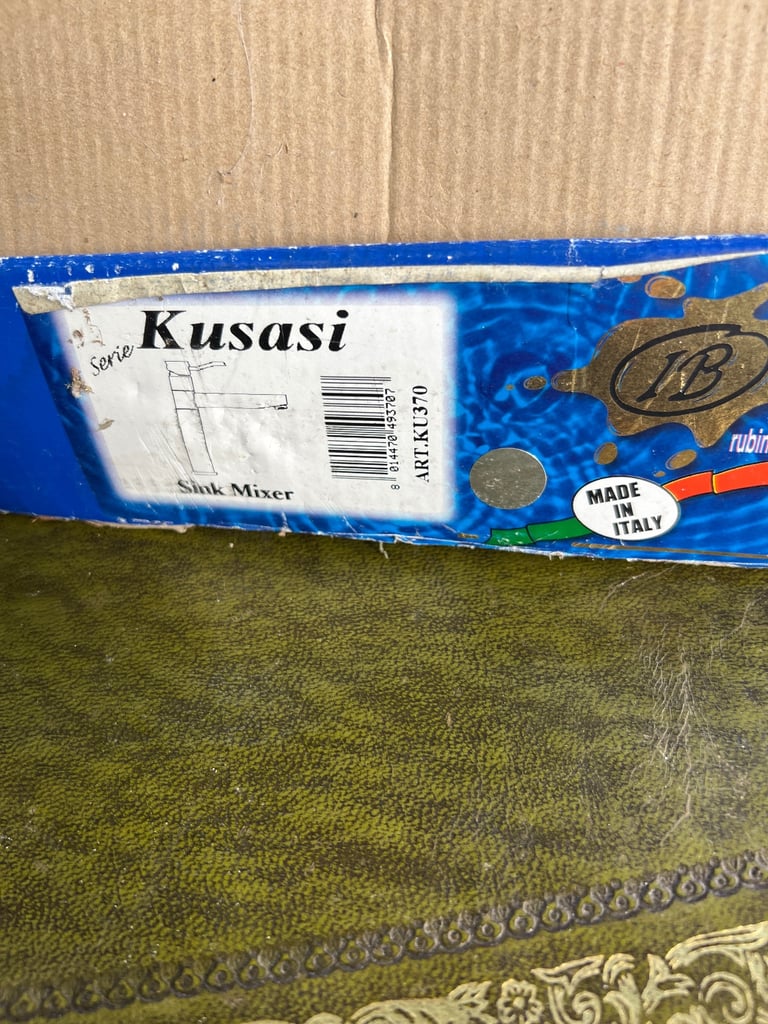 Serie Kusasi
Sink Mixer
8 014470 493707
ART.KU370
IB
rubin
MADE
IN
ITALY